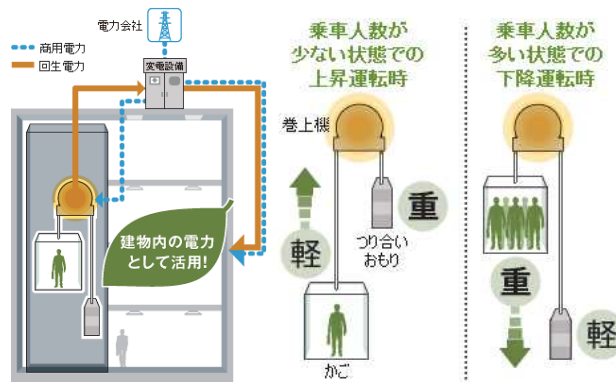 電力会社
商用電力
回生電力
変電設備
建物内の電力
として活用!
乗車人数が
少ない状態での
上昇運転時
巻上機
重
軽
つり合い
おもり
かご
乗車人数が
多い状態での
下降運転時
重
軽